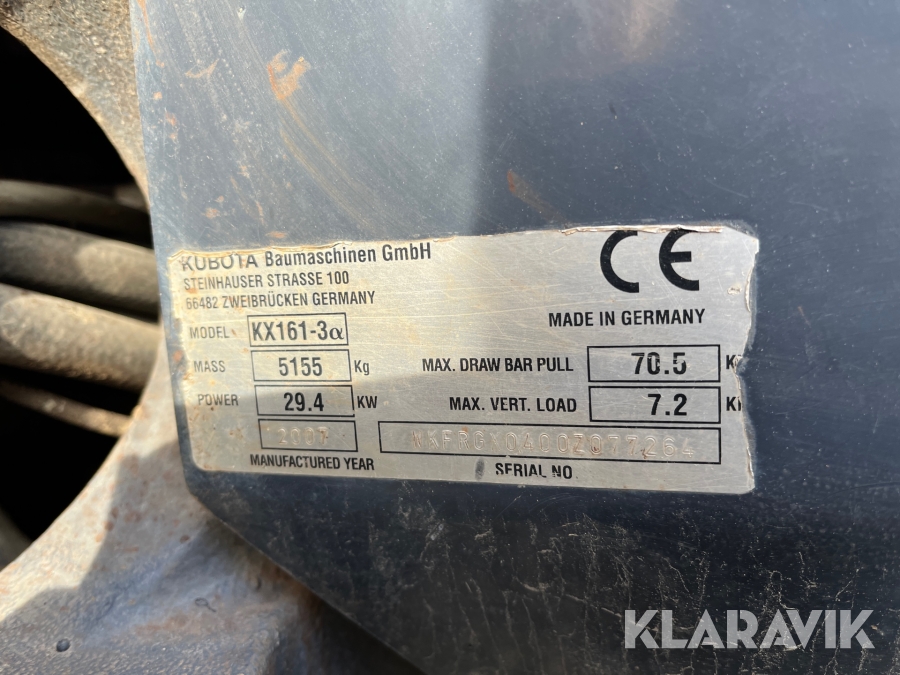 KUBOTA Baumaschinen GmbH
STEINHAUSER STRASSE 100
66482 ZWEIBRÜCKEN GERMANY
CE
MADE IN GERMANY
MODEL KX161-3α
MASS 5155 Kg
MAX. DRAW BAR PULL 70.5
POWER 29.4 KW
MAX. VERT. LOAD 7.2
2007
MANUFACTURED YEAR
SERIAL NO.
KLARAVIK